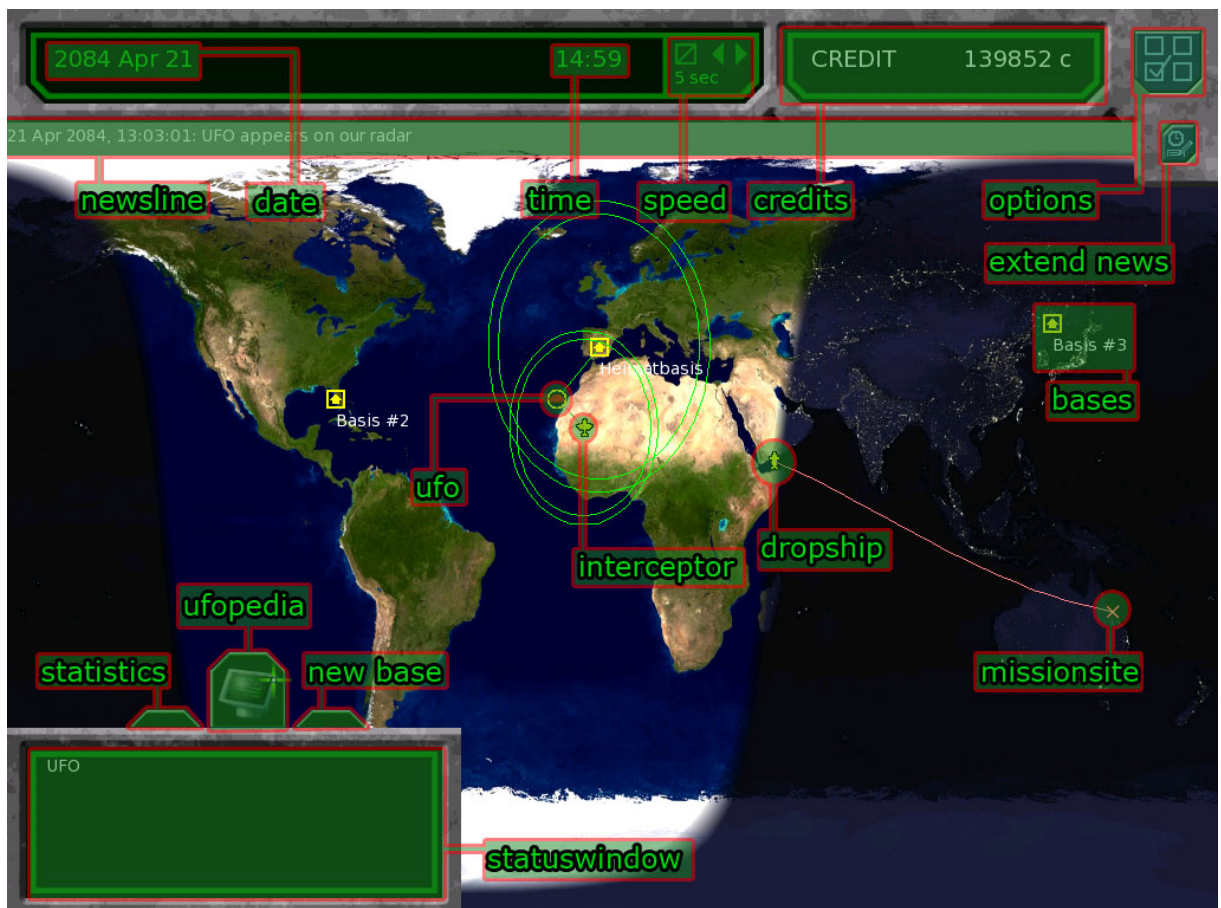 2084 Apr 21
14:59
5 sec
CREDIT 139852 c
21 Apr 2084, 13:03:01: UFO appears on our radar
newsline
date
time
speed
credits
options
extend news
Basis #3
Heimatbasis
bases
Basis #2
ufo
dropship
interceptor
ufopedia
statistics
new base
missionsite
UFO
statuswindow